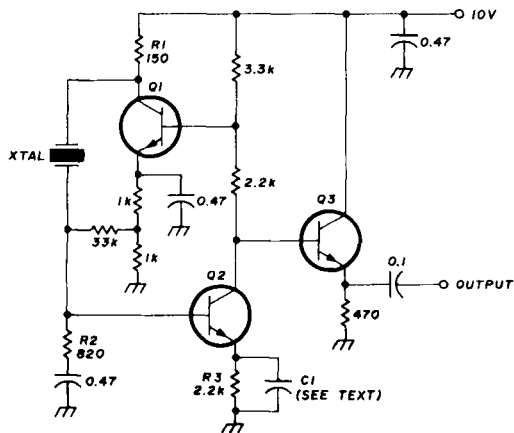 10V
R1
150
0.47
3.3k
Q1
XTAL
2.2k
1k
0.47
33k
1k
Q3
Q2
0.1
OUTPUT
470
R2
820
0.47
R3
2.2k
C1
(SEE TEXT)